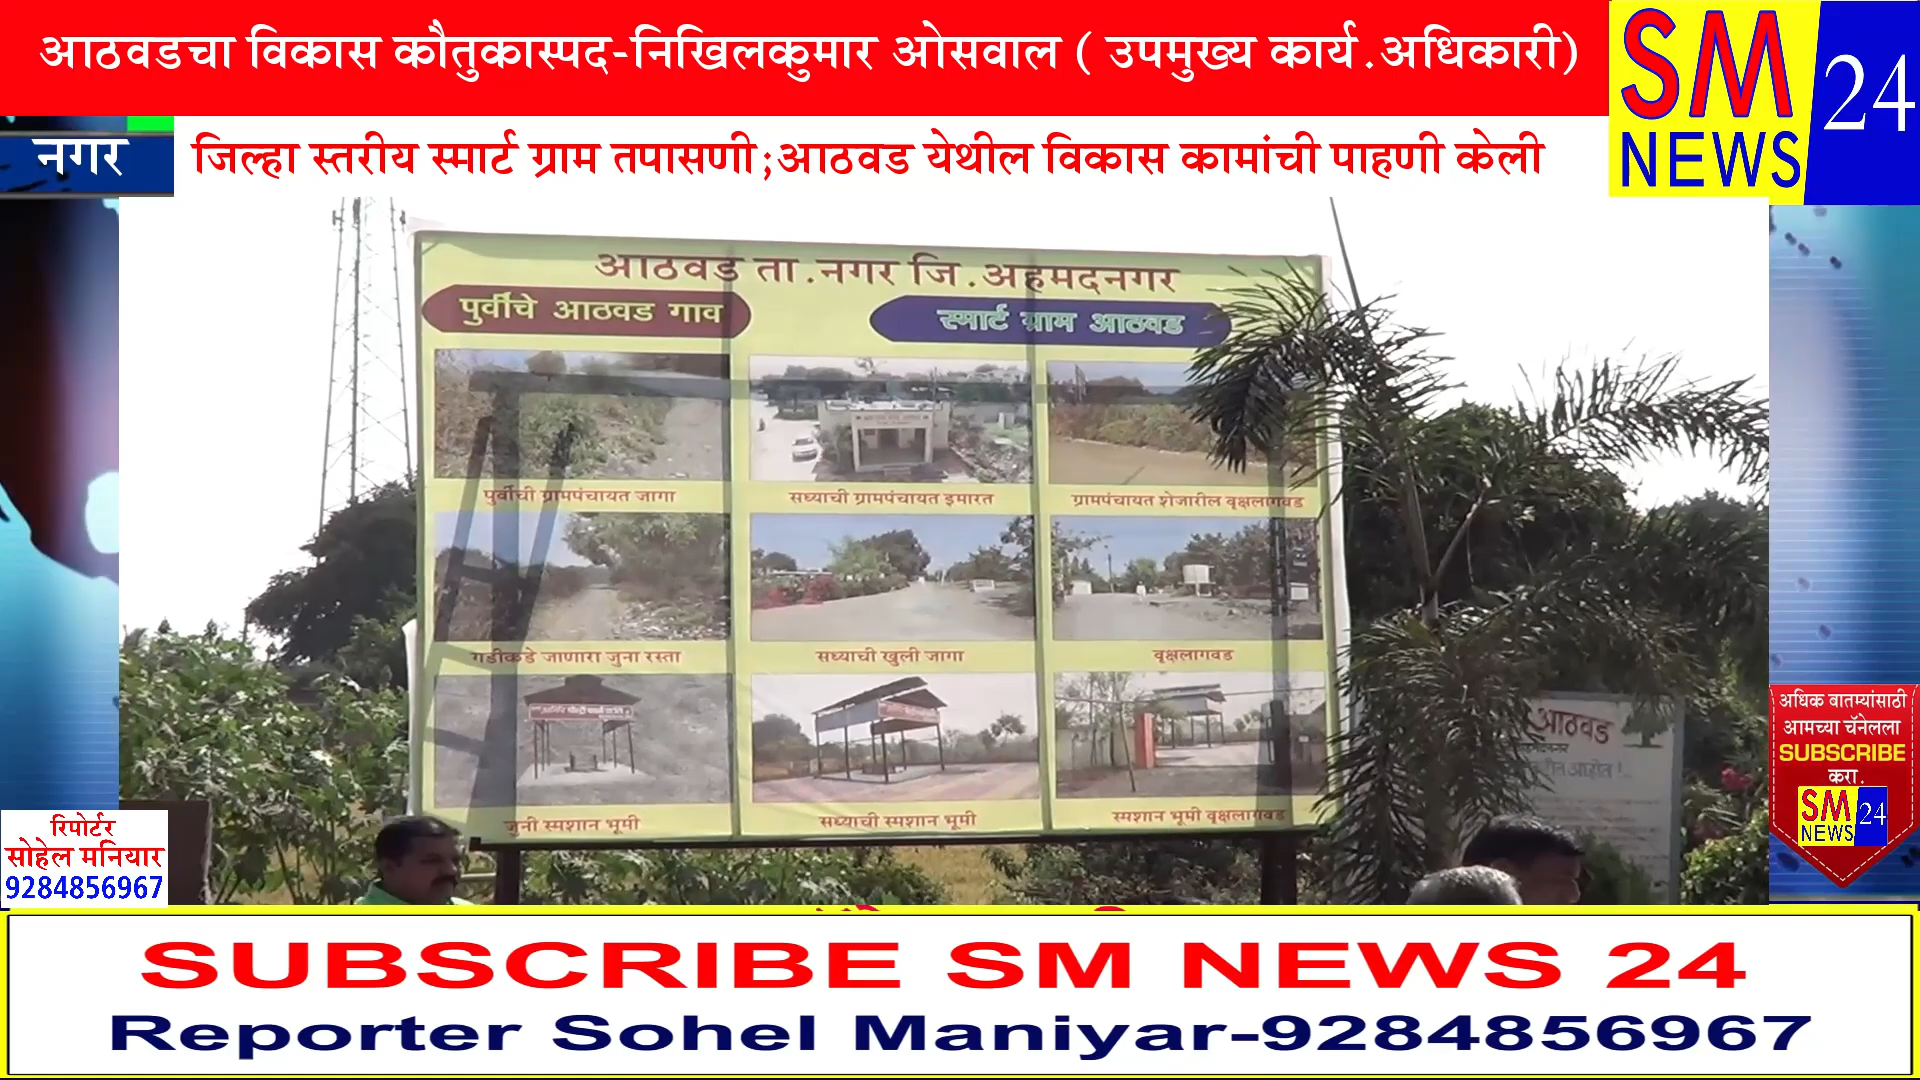 आठवडचा विकास कौतुकास्पद-निखिलकुमार ओसवाल ( उपमुख्य कार्य.अधिकारी)
SM
NEWS
24
नगर
जिल्हा स्तरीय स्मार्ट ग्राम तपासणी;आठवड येथील विकास कामांची पाहणी केली
आठवड ता.नगर जि.अहमदनगर
पुर्वीचे आठवड गाव
स्मार्ट ग्राम आठवड
पुर्वीची ग्रामपंचायत जागा
सध्याची ग्रामपंचायत इमारत
ग्रामपंचायत शेजारील वृक्षलागवड
गडीकडे जाणारा जुना रस्ता
सध्याची खुली जागा
वृक्षलागवड
जुनी स्मशान भूमी
सध्याची स्मशान भूमी
स्मशान भूमी वृक्षलागवड
आठवड
अधिक बातम्यांसाठी
आमच्या चॅनेलला
SUBSCRIBE
करा.
SM
NEWS
24
रिपोर्टर
सोहेल मनियार
9284856967
SUBSCRIBE SM NEWS 24
Reporter Sohel Maniyar-9284856967